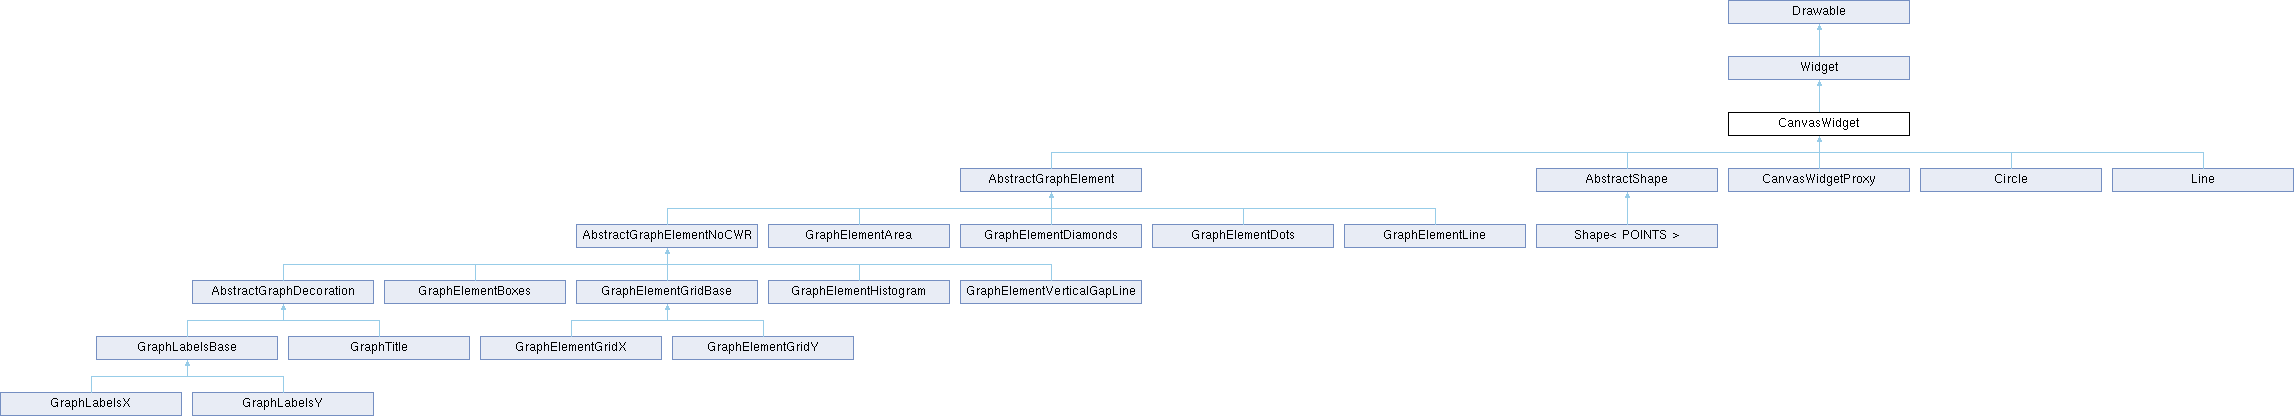 Drawable
Widget
CanvasWidget
AbstractGraphElement
AbstractShape
CanvasWidgetProxy
Circle
Line
AbstractGraphElementNoCWR
GraphElementArea
GraphElementDiamonds
GraphElementDots
GraphElementLine
Shape< POINTS >
AbstractGraphDecoration
GraphElementBoxes
GraphElementGridBase
GraphElementHistogram
GraphElementVerticalGapLine
GraphLabelsBase
GraphTitle
GraphElementGridX
GraphElementGridY
GraphLabelsX
GraphLabelsY